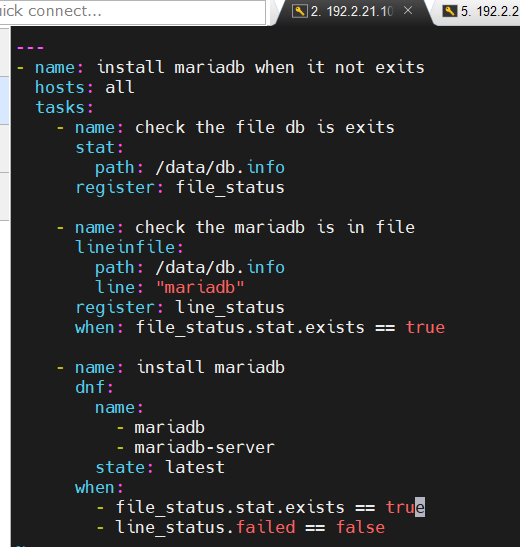 uick connect...
2. 192.2.21.10
5. 192.2.2
---
- name: install mariadb when it not exits
  hosts: all
  tasks:
    - name: check the file db is exits
      stat:
        path: /data/db.info
      register: file_status

    - name: check the mariadb is in file
      lineinfile:
        path: /data/db.info
        line: "mariadb"
      register: line_status
      when: file_status.stat.exists == true

    - name: install mariadb
      dnf:
        name:
          - mariadb
          - mariadb-server
        state: latest
      when:
        - file_status.stat.exists == true
        - line_status.failed == false